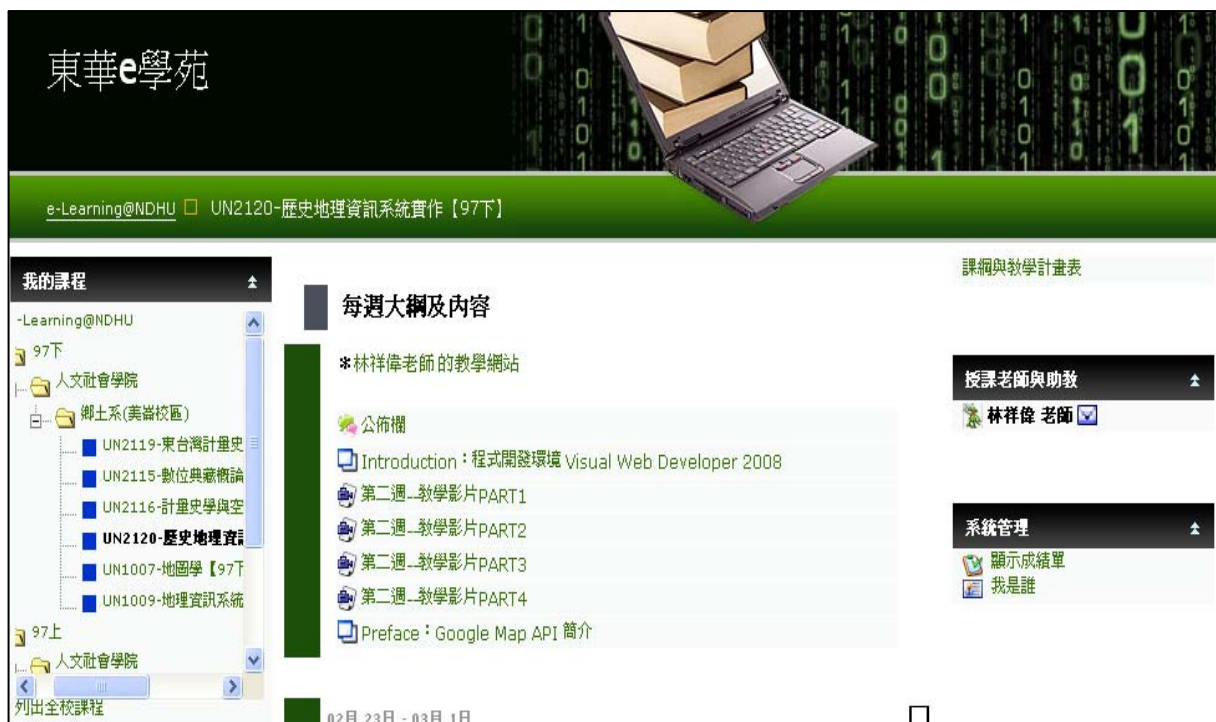 東華e學苑
e-Learning@NDHU UN2120-歷史地理資訊系統實作【97下】
我的課程
-Learning@NDHU
97下
人文社會學院
鄉土系(美崙校區)
UN2119-東台灣計量史
UN2115-數位典藏概論
UN2116-計量史學與空
UN2120-歷史地理資訊
UN1007-地圖學【97下
UN1009-地理資訊系統
97上
人文社會學院
列出全校課程
每週大綱及內容
*林祥偉老師的教學網站
公佈欄
Introduction：程式開發環境 Visual Web Developer 2008
第二週--教學影片PART1
第二週--教學影片PART2
第二週--教學影片PART3
第二週--教學影片PART4
Preface：Google Map API 簡介
02月 23日 - 03月 1日
課綱與教學計畫表
授課老師與助教
林祥偉 老師
系統管理
顯示成績單
我是誰